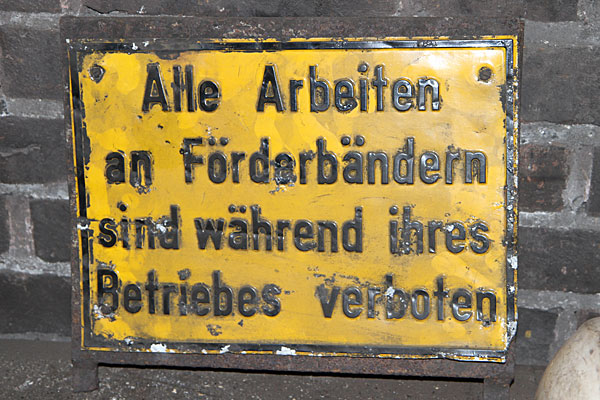 Alle Arbeiten
an Förderbändern
sind während ihres
Betriebes verboten